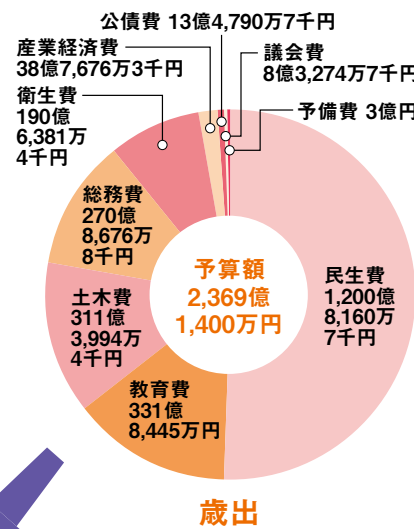 公債費 13億4,790万7千円
産業経済費
38億7,676万3千円
議会費
8億3,274万7千円
衛生費
190億
6,381万
4千円
予備費 3億円
総務費
270億
8,676万
8千円
予算額
2,369億
1,400万円
民生費
1,200億
8,160万
7千円
土木費
311億
3,994万
4千円
教育費
331億
8,445万円
歳出